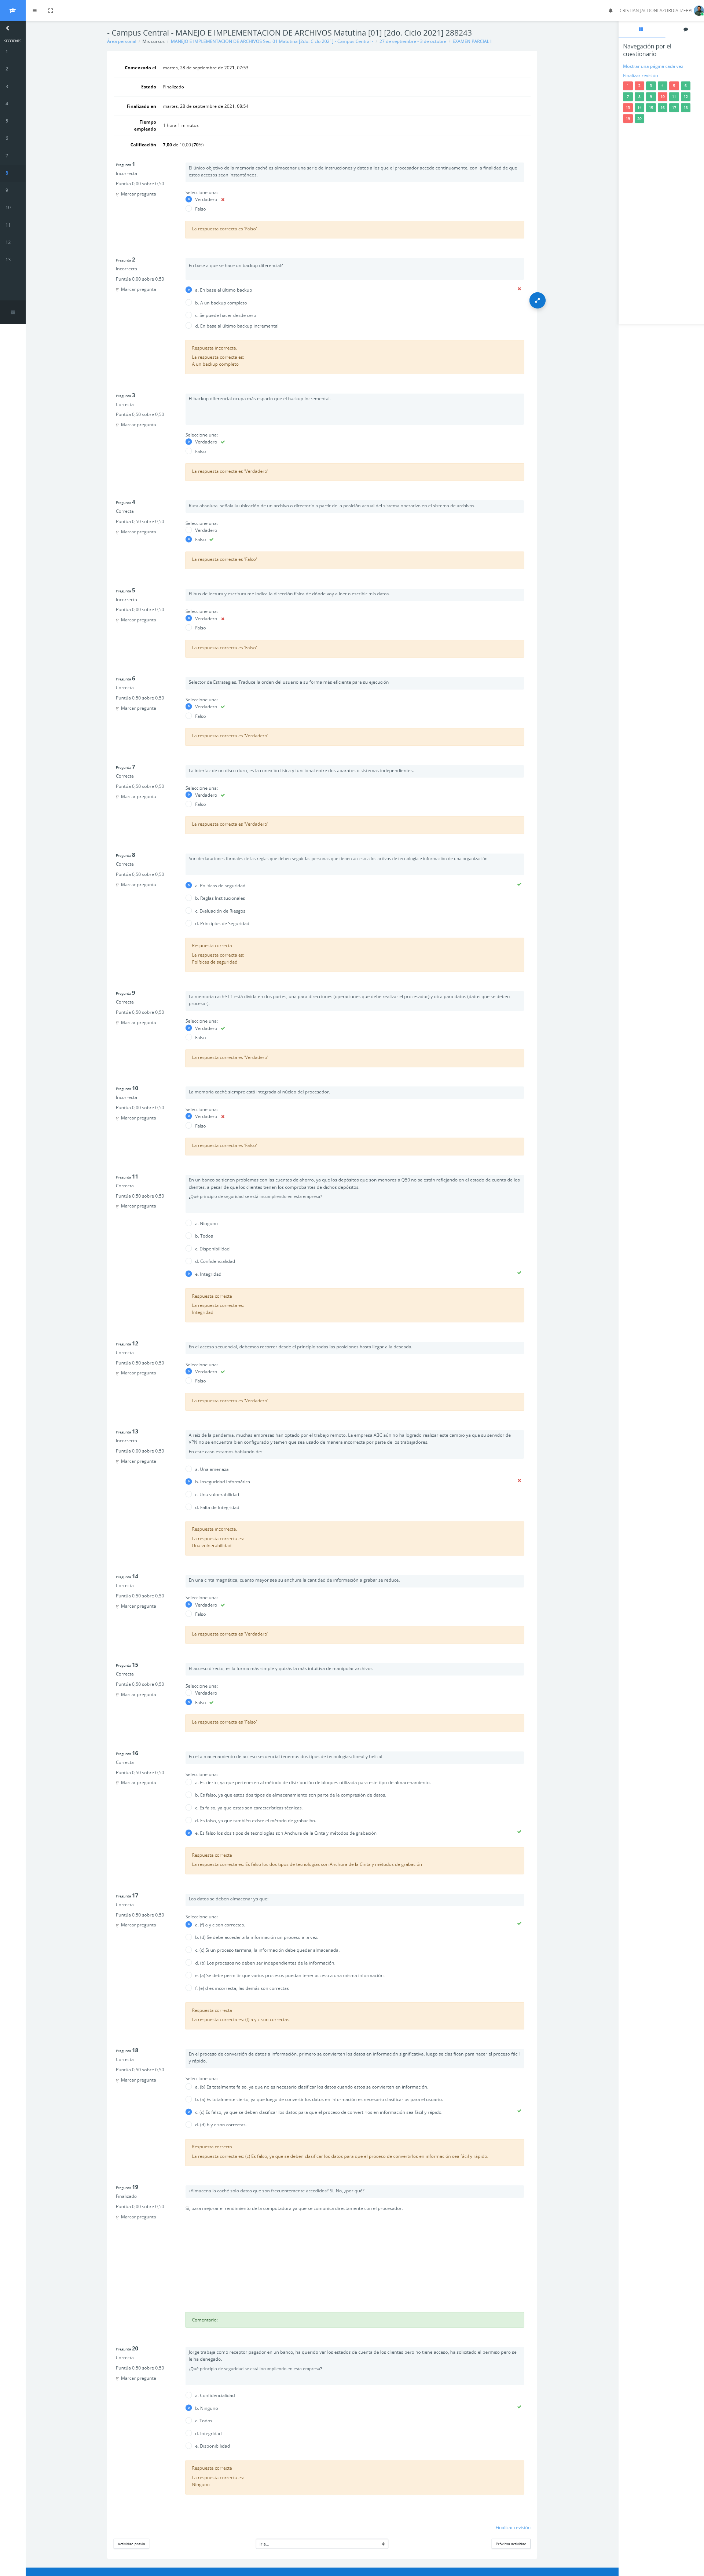 CRISTIAN JACDONI AZURDIA IZEPPI
SECCIONES
1
2
3
4
5
6
7
8
9
10
11
12
13
- Campus Central - MANEJO E IMPLEMENTACION DE ARCHIVOS Matutina [01] [2do. Ciclo 2021] 288243
Área personal / Mis cursos / MANEJO E IMPLEMENTACION DE ARCHIVOS Sec: 01 Matutina [2do. Ciclo 2021] - Campus Central - / 27 de septiembre - 3 de octubre / EXAMEN PARCIAL I
Navegación por el cuestionario
Mostrar una página cada vez
Finalizar revisión
1 2 3 4 5 6
7 8 9 10 11 12
13 14 15 16 17 18
19 20
Comenzado el martes, 28 de septiembre de 2021, 07:53
Estado Finalizado
Finalizado en martes, 28 de septiembre de 2021, 08:54
Tiempo empleado 1 hora 1 minutos
Calificación 7,00 de 10,00 (70%)
Pregunta 1
Incorrecta
Puntúa 0,00 sobre 0,50
Marcar pregunta
El único objetivo de la memoria caché es almacenar una serie de instrucciones y datos a los que el procesador accede continuamente, con la finalidad de que
estos accesos sean instantáneos.
Seleccione una:
Verdadero
Falso
La respuesta correcta es 'Falso'
Pregunta 2
Incorrecta
Puntúa 0,00 sobre 0,50
Marcar pregunta
En base a que se hace un backup diferencial?
a. En base al último backup
b. A un backup completo
c. Se puede hacer desde cero
d. En base al último backup incremental
Respuesta incorrecta.
La respuesta correcta es:
A un backup completo
Pregunta 3
Correcta
Puntúa 0,50 sobre 0,50
Marcar pregunta
El backup diferencial ocupa más espacio que el backup incremental.
Seleccione una:
Verdadero
Falso
La respuesta correcta es 'Verdadero'
Pregunta 4
Correcta
Puntúa 0,50 sobre 0,50
Marcar pregunta
Ruta absoluta, señala la ubicación de un archivo o directorio a partir de la posición actual del sistema operativo en el sistema de archivos.
Seleccione una:
Verdadero
Falso
La respuesta correcta es 'Falso'
Pregunta 5
Incorrecta
Puntúa 0,00 sobre 0,50
Marcar pregunta
El bus de lectura y escritura me indica la dirección física de dónde voy a leer o escribir mis datos.
Seleccione una:
Verdadero
Falso
La respuesta correcta es 'Falso'
Pregunta 6
Correcta
Puntúa 0,50 sobre 0,50
Marcar pregunta
Selector de Estrategias. Traduce la orden del usuario a su forma más eficiente para su ejecución
Seleccione una:
Verdadero
Falso
La respuesta correcta es 'Verdadero'
Pregunta 7
Correcta
Puntúa 0,50 sobre 0,50
Marcar pregunta
La interfaz de un disco duro, es la conexión física y funcional entre dos aparatos o sistemas independientes.
Seleccione una:
Verdadero
Falso
La respuesta correcta es 'Verdadero'
Pregunta 8
Correcta
Puntúa 0,50 sobre 0,50
Marcar pregunta
Son declaraciones formales de las reglas que deben seguir las personas que tienen acceso a los activos de tecnología e información de una organización
a. Políticas de seguridad
b. Reglas Institucionales
c. Evaluación de Riesgos
d. Principios de Seguridad
Respuesta correcta
La respuesta correcta es:
Políticas de seguridad
Pregunta 9
Correcta
Puntúa 0,50 sobre 0,50
Marcar pregunta
La memoria caché L1 está divida en dos partes, una para direcciones (operaciones que debe realizar el procesador) y otra para datos (datos que se deben
procesar).
Seleccione una:
Verdadero
Falso
La respuesta correcta es 'Verdadero'
Pregunta 10
Incorrecta
Puntúa 0,00 sobre 0,50
Marcar pregunta
La memoria caché siempre está integrada al núcleo del procesador.
Seleccione una:
Verdadero
Falso
La respuesta correcta es 'Falso'
Pregunta 11
Correcta
Puntúa 0,50 sobre 0,50
Marcar pregunta
En un banco se tienen problemas con las cuentas de ahorro, ya que los depósitos que son menores a Q50 no se están reflejando en el estado de cuenta de los
clientes; a pesar de que los clientes tienen los comprobantes de dichos depósitos.
¿Qué principio de seguridad se está incumpliendo en esta empresa?
a. Ninguno
b. Todos
c. Disponibilidad
d. Confidencialidad
e. Integridad
Respuesta correcta
La respuesta correcta es:
Integridad
Pregunta 12
Correcta
Puntúa 0,50 sobre 0,50
Marcar pregunta
En el acceso secuencial, debemos recorrer desde el principio todas las posiciones hasta llegar a la deseada.
Seleccione una:
Verdadero
Falso
La respuesta correcta es 'Verdadero'
Pregunta 13
Incorrecta
Puntúa 0,00 sobre 0,50
Marcar pregunta
A raíz de la pandemia, muchas empresas han optado por el trabajo remoto. La empresa ABC aún no ha logrado realizar este cambio ya que su servidor de
VPN no se encuentra bien configurado y temen que sea usado de manera incorrecta por parte de los trabajadores.
En este caso estamos hablando de:
a. Una amenaza
b. Inseguridad informática
c. Una vulnerabilidad
d. Falta de Integridad
Respuesta incorrecta.
La respuesta correcta es:
Una vulnerabilidad
Pregunta 14
Correcta
Puntúa 0,50 sobre 0,50
Marcar pregunta
En una cinta magnética, cuanto mayor sea su anchura la cantidad de información a grabar se reduce.
Seleccione una:
Verdadero
Falso
La respuesta correcta es 'Verdadero'
Pregunta 15
Correcta
Puntúa 0,50 sobre 0,50
Marcar pregunta
El acceso directo, es la forma más simple y quizás la más intuitiva de manipular archivos
Seleccione una:
Verdadero
Falso
La respuesta correcta es 'Falso'
Pregunta 16
Correcta
Puntúa 0,50 sobre 0,50
Marcar pregunta
En el almacenamiento de acceso secuencial tenemos dos tipos de tecnologías: lineal y helical.
Seleccione una:
a. Es cierto, ya que pertenecen al método de distribución de bloques utilizada para este tipo de almacenamiento.
b. Es falso, ya que estos dos tipos de almacenamiento son parte de la compresión de datos.
c. Es falso, ya que éstas son características técnicas.
d. Es falso, ya que también existe el método de grabación.
e. Es falso los dos tipos de tecnologías son Anchura de la Cinta y métodos de grabación
Respuesta correcta
La respuesta correcta es: Es falso los dos tipos de tecnologías son Anchura de la Cinta y métodos de grabación
Pregunta 17
Correcta
Puntúa 0,50 sobre 0,50
Marcar pregunta
Los datos se deben almacenar ya que:
Seleccione una:
a. (f) a y c son correctas.
b. (d) Se debe acceder a la información un proceso a la vez.
c. (c) Si un proceso termina, la información debe quedar almacenada.
d. (b) Los procesos no deben ser independientes de la información.
e. (a) Se debe permitir que varios procesos puedan tener acceso a una misma información.
f. (e) d es incorrecta, las demás son correctas
Respuesta correcta
La respuesta correcta es: (f) a y c son correctas.
Pregunta 18
Correcta
Puntúa 0,50 sobre 0,50
Marcar pregunta
En el proceso de conversión de datos a información; primero se convierten los datos en información significativa, luego se clasifican para hacer el proceso fácil
y rápido.
Seleccione una:
a. (b) Es totalmente falso, ya que no es necesario clasificar los datos cuando estos se convierten en información.
b. (a) Es totalmente cierto, ya que luego de convertir los datos en información es necesario clasificarlos para el usuario.
c. (c) Es falso, ya que se deben clasificar los datos para que el proceso de convertirlos en información sea fácil y rápido.
d. (d) b y c son correctas.
Respuesta correcta
La respuesta correcta es: (c) Es falso, ya que se deben clasificar los datos para que el proceso de convertirlos en información sea fácil y rápido.
Pregunta 19
Finalizado
Puntúa 0,00 sobre 0,50
Marcar pregunta
¿Almacena la caché solo datos que son frecuentemente accedidos? Si, No, ¿por qué?
Si, para mejorar el rendimiento de la computadora ya que se comunica directamente con el procesador.
Comentario:
Pregunta 20
Correcta
Puntúa 0,50 sobre 0,50
Marcar pregunta
Jorge trabaja como receptor pagador en un banco, ha querido ver los estados de cuenta de los clientes pero no tiene acceso, ha solicitado el permiso pero se
le ha denegado.
¿Qué principio de seguridad se está incumpliendo en esta empresa?
a. Confidencialidad
b. Ninguno
c. Todos
d. Integridad
e. Disponibilidad
Respuesta correcta
La respuesta correcta es:
Ninguno
Finalizar revisión
Actividad previa
Ir a...
Próxima actividad